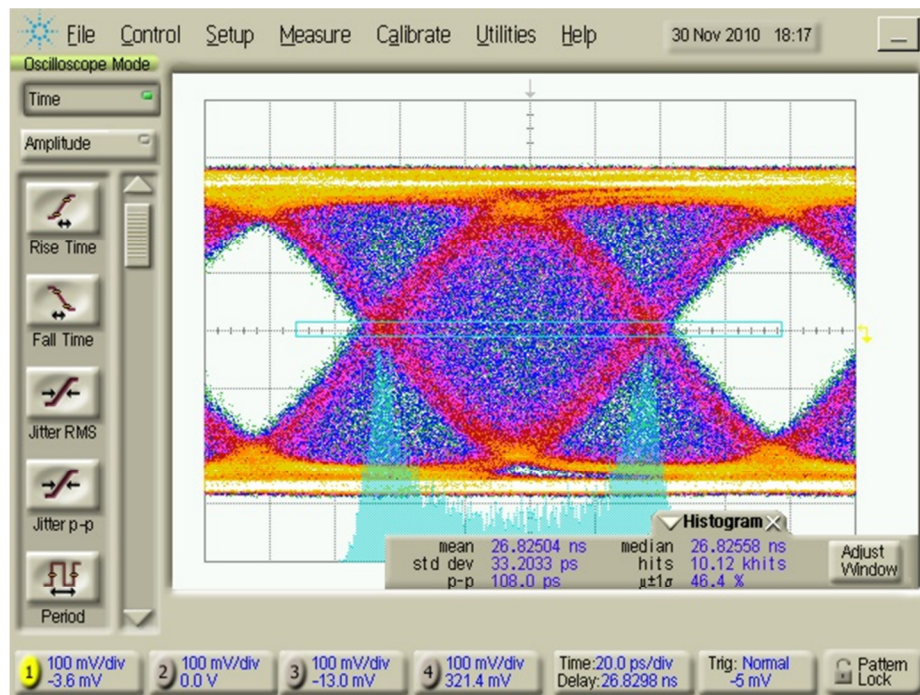 File Control Setup Measure Calibrate Utilities Help 30 Nov 2010 18:17
Oscilloscope Mode
Time
Amplitude
Rise Time
Fall Time
Jitter RMS
Jitter p-p
Period
Histogram
mean 26.82504 ns median 26.82558 ns
std dev 33.2033 ps hits 10.12 khits
p-p 108.0 ps µ±1σ 46.4 %
Adjust
Window
1 100 mV/div
-3.6 mV
2 100 mV/div
0.0 V
3 100 mV/div
-13.0 mV
4 100 mV/div
321.4 mV
Time:20.0 ps/div
Delay:26.8298 ns
Trig: Normal
-5 mV
Pattern
Lock